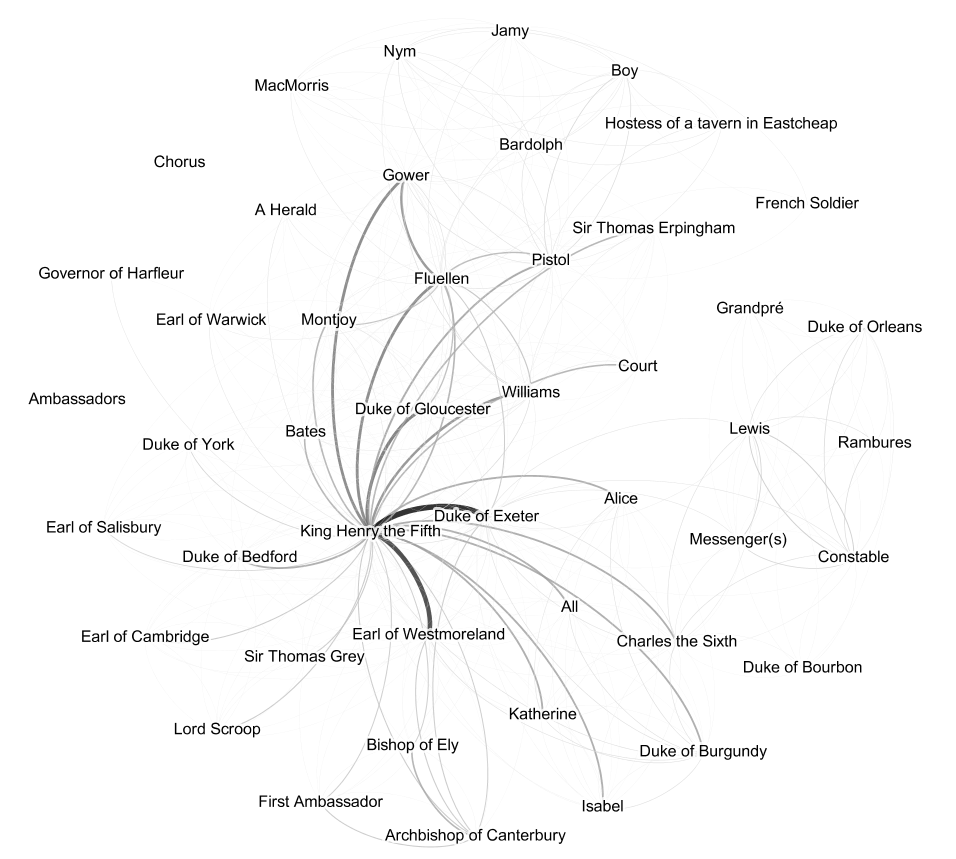 Jamy
Nym
Boy
MacMorris
Hostess of a tavern in Eastcheap
Bardolph
Chorus
Gower
French Soldier
A Herald
Sir Thomas Erpingham
Pistol
Governor of Harfleur
Fluellen
Grandpré
Earl of Warwick
Montjoy
Duke of Orleans
Court
Williams
Ambassadors
Duke of Gloucester
Lewis
Bates
Duke of York
Rambures
Alice
Duke of Exeter
Earl of Salisbury
King Henry the Fifth
Messenger(s)
Duke of Bedford
Constable
All
Earl of Westmoreland
Earl of Cambridge
Charles the Sixth
Sir Thomas Grey
Duke of Bourbon
Katherine
Lord Scroop
Bishop of Ely
Duke of Burgundy
First Ambassador
Isabel
Archbishop of Canterbury